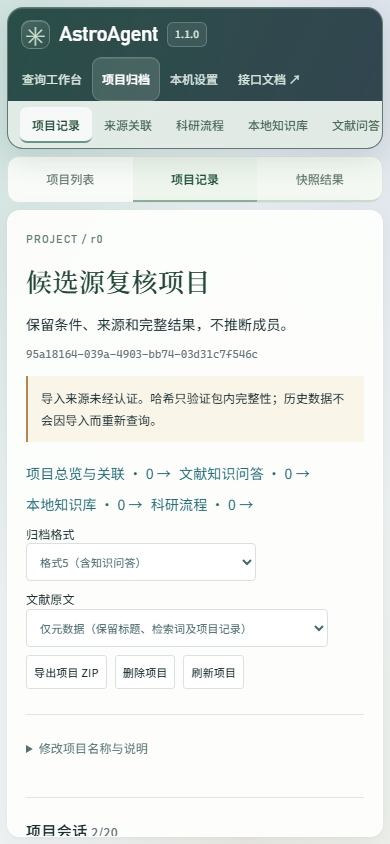 AstroAgent 1.1.0
查询工作台 项目归档 本机设置 接口文档 ↗
项目记录 来源关联 科研流程 本地知识库 文献问答
项目列表 项目记录 快照结果
PROJECT / r0
候选源复核项目
保留条件、来源和完整结果，不推断成员。
95a18164-039a-4903-bb74-03d31c7f546c
导入来源未经认证。哈希只验证包内完整性；历史数据不
会因导入而重新查询。
项目总览与关联 · 0 → 文献知识问答 · 0 →
本地知识库 · 0 → 科研流程 · 0 →
归档格式
格式5（含知识问答）
文献原文
仅元数据（保留标题、检索词及项目记录）
导出项目 ZIP 删除项目 刷新项目
▶ 修改项目名称与说明
项目会话 2/20